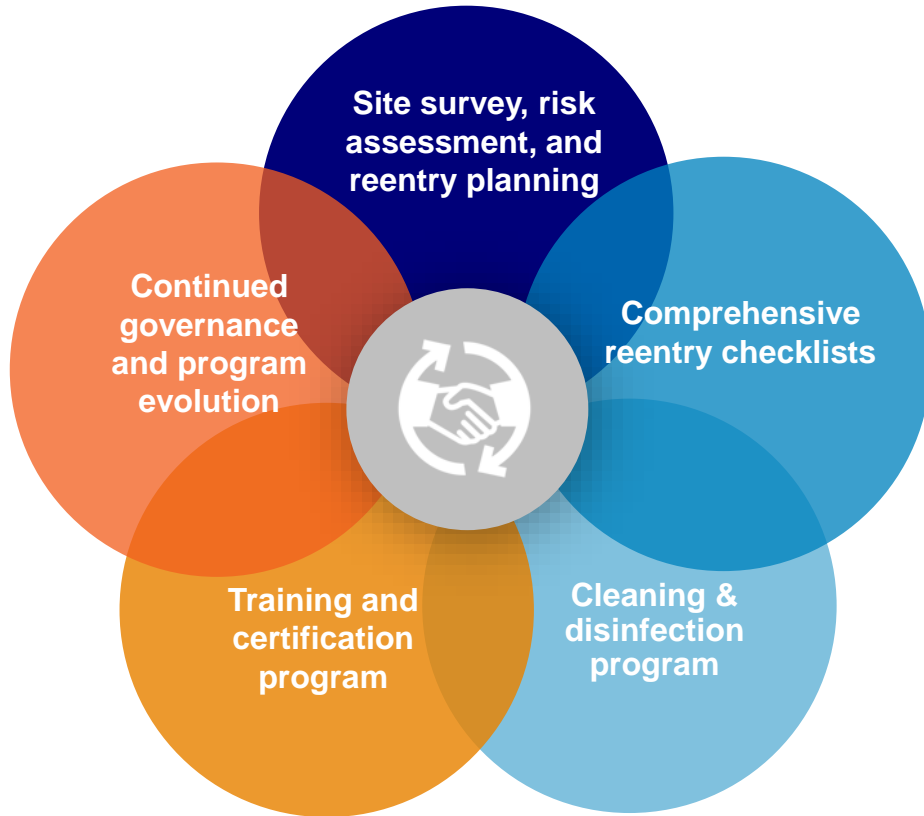 Site survey, risk
assessment, and
reentry planning
Comprehensive
reentry checklists
Cleaning &
disinfection
program
Training and
certification
program
Continued
governance
and program
evolution